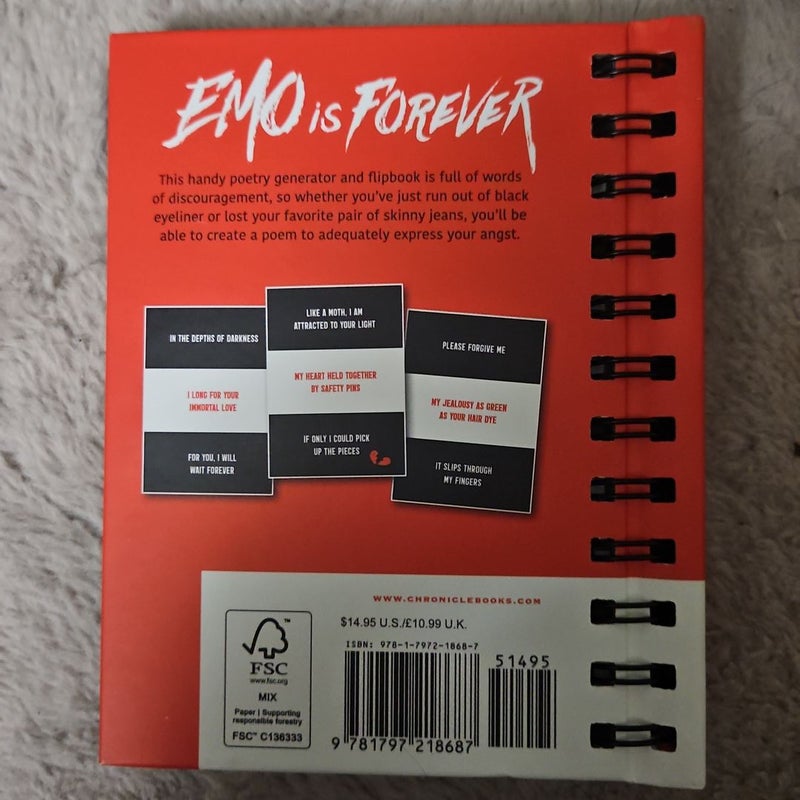 EMO is FOREVER
This handy poetry generator and flipbook is full of words
of discouragement, so whether you've just run out of black
eyeliner or lost your favorite pair of skinny jeans, you'll be
able to create a poem to adequately express your angst.
IN THE DEPTHS OF DARKNESS
I LONG FOR YOUR
IMMORTAL LOVE
FOR YOU, I WILL
WAIT FOREVER
LIKE A MOTH, I AM
ATTRACTED TO YOUR LIGHT
MY HEART HELD TOGETHER
BY SAFETY PINS
IF ONLY I COULD PICK
UP THE PIECES
PLEASE FORGIVE ME
MY JEALOUSY AS GREEN
AS YOUR HAIR DYE
IT SLIPS THROUGH
MY FINGERS
WWW.CHRONICLEBOOKS.COM
$14.95 U.S./£10.99 U.K.
ISBN: 978-1-7972-1868-7
51495
9 781797 218687
FSC
www.fsc.org
MIX
Paper | Supporting
responsible forestry
FSC™ C136333